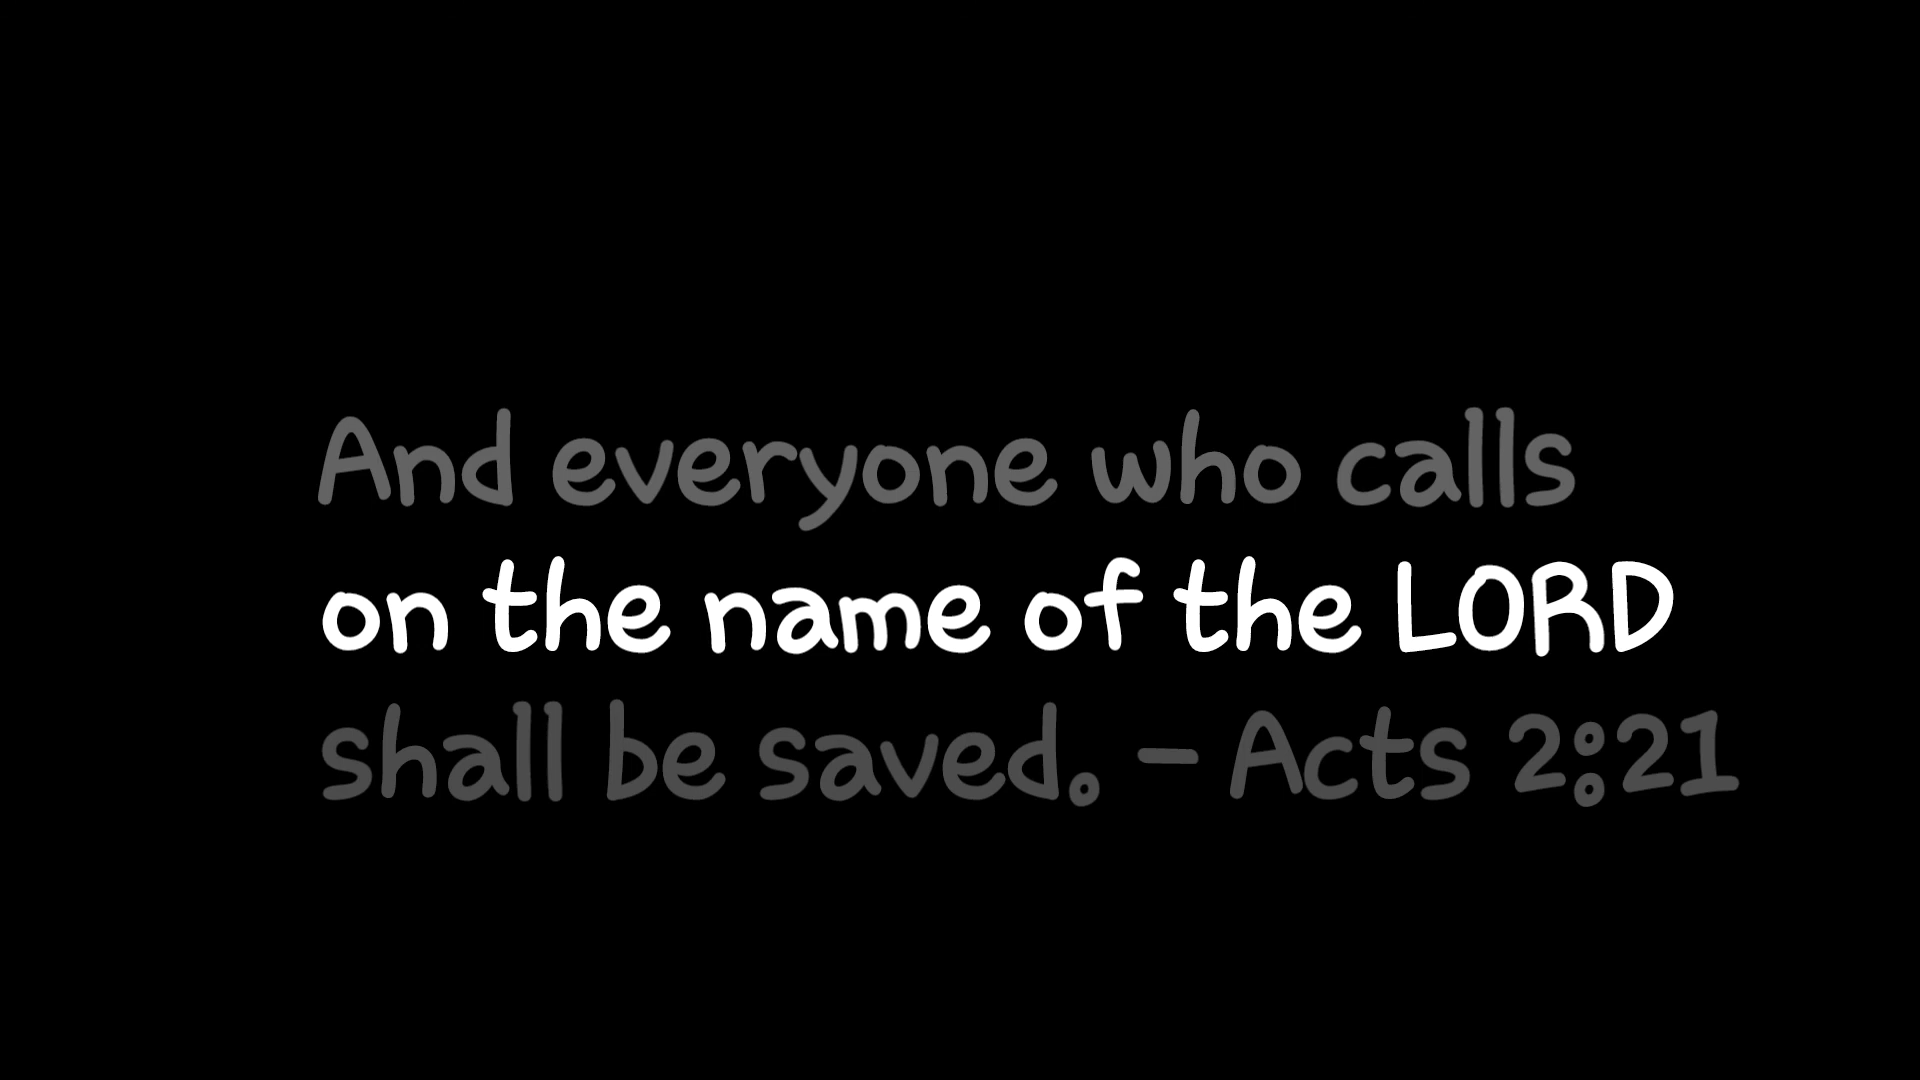 And everyone who calls
on the name of the LORD
shall be saved. - Acts 2:21